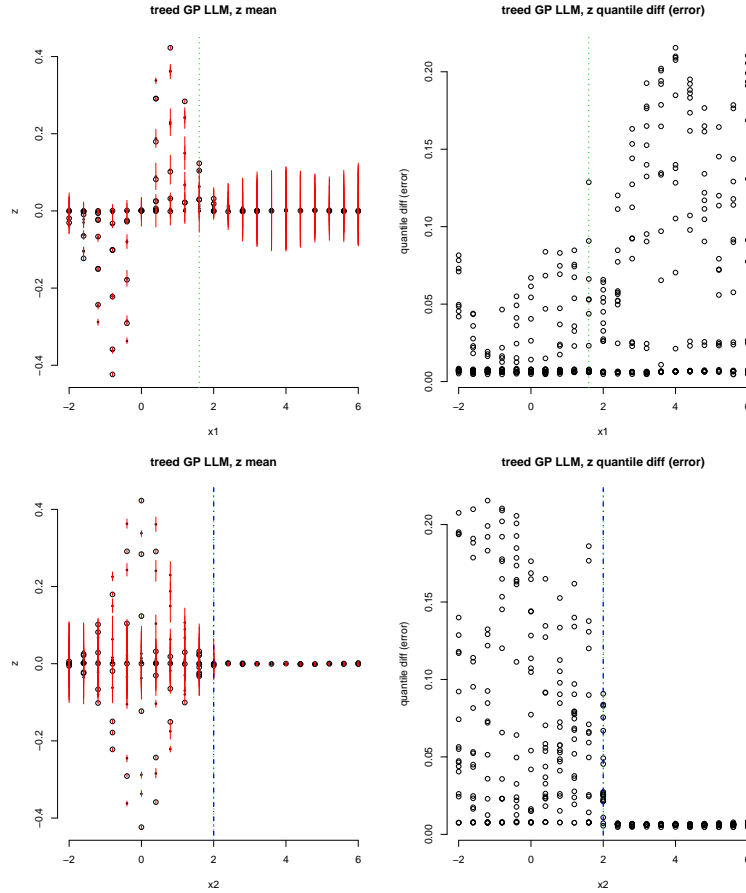 treed GP LLM, z mean
treed GP LLM, z quantile diff (error)
z
0.4
0.2
0.0
−0.2
−0.4
−2 0 2 4 6
x1
quantile diff (error)
0.20
0.15
0.10
0.05
0.00
−2 0 2 4 6
x1
treed GP LLM, z mean
treed GP LLM, z quantile diff (error)
z
0.4
0.2
0.0
−0.2
−0.4
−2 0 2 4 6
x2
quantile diff (error)
0.20
0.15
0.10
0.05
0.00
−2 0 2 4 6
x2